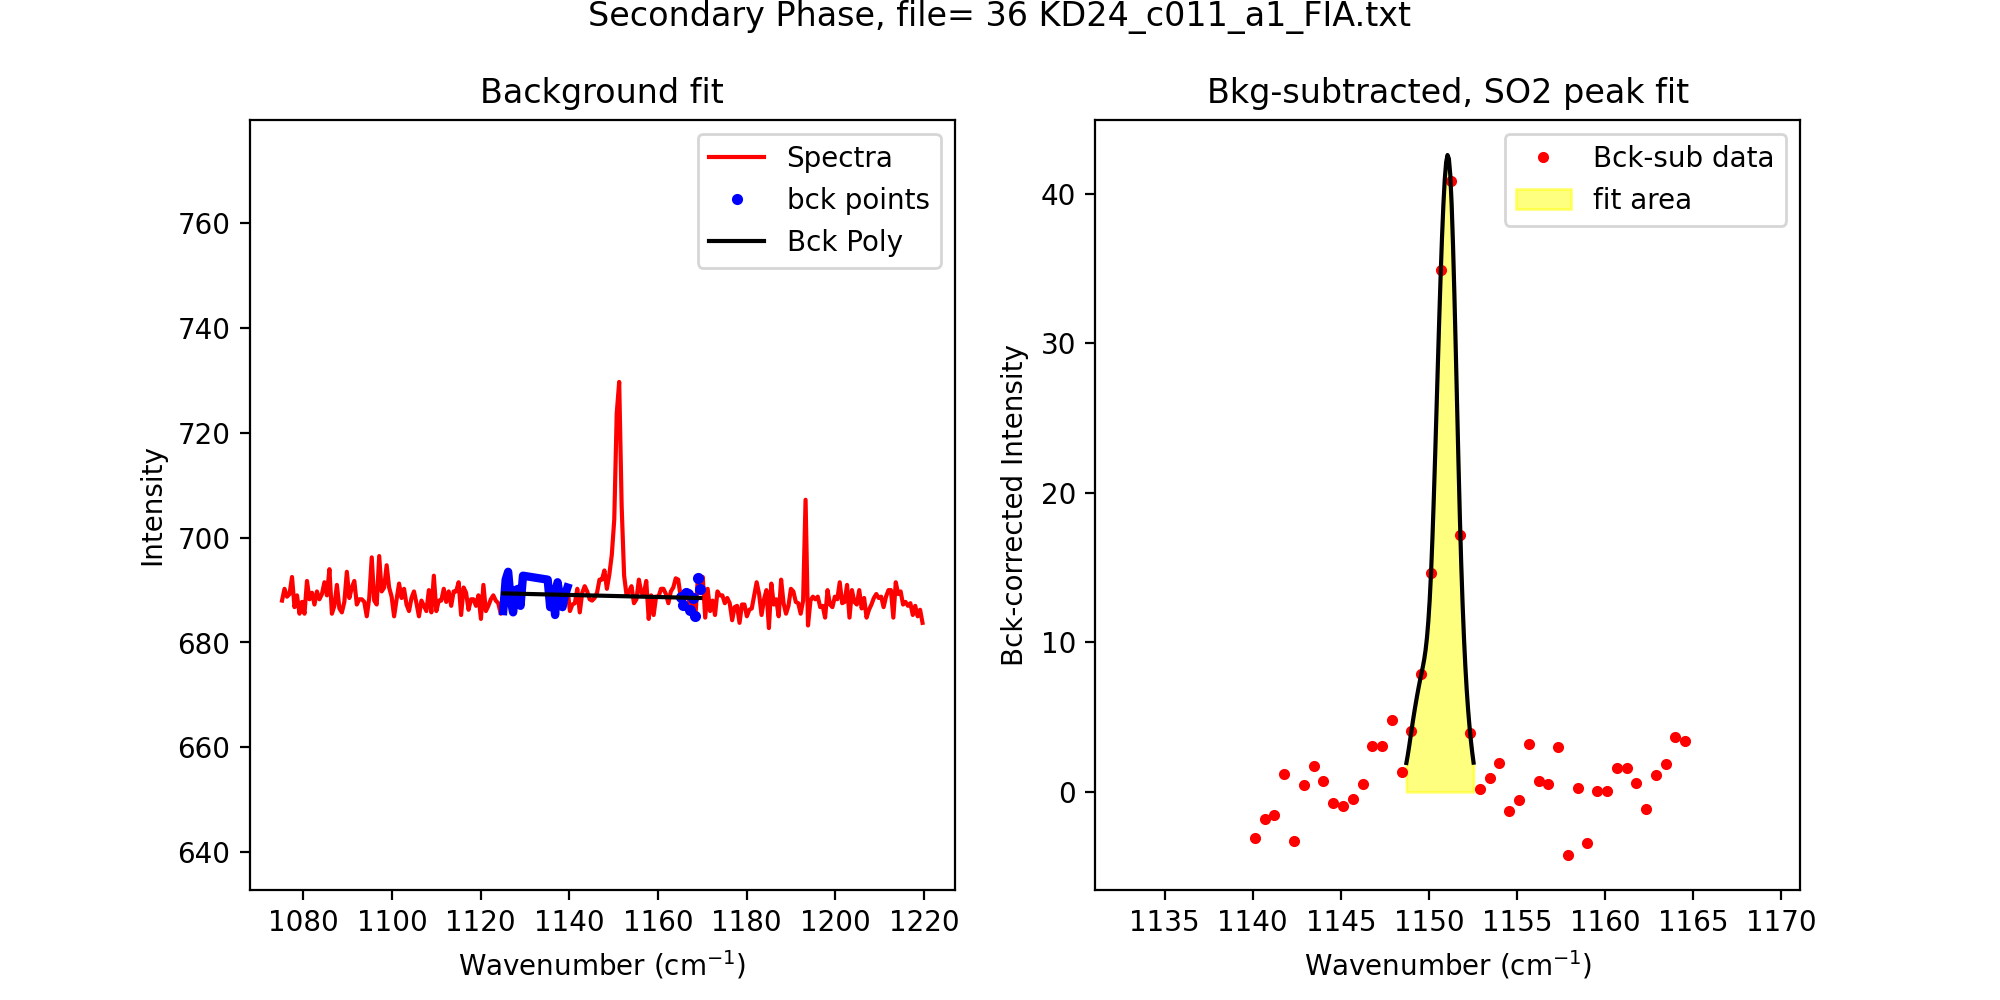 Secondary Phase, file= 36 KD24_c011_a1_FIA.txt
Background fit
Spectra
bck points
Bck Poly
Intensity
760
740
720
700
680
660
640
1080 1100 1120 1140 1160 1180 1200 1220
Wavenumber (cm⁻¹)
Bkg-subtracted, SO2 peak fit
Bck-sub data
fit area
Bck-corrected Intensity
40
30
20
10
0
1135 1140 1145 1150 1155 1160 1165 1170
Wavenumber (cm⁻¹)